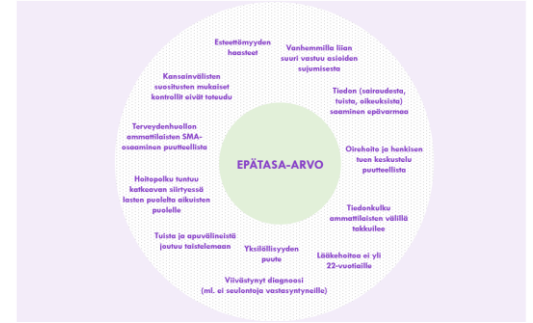 Esteettömyyden
haasteet
Vanhemmilla liian
suuri vastuu asioiden
sujumisesta
Tiedon (sairaudesta,
tuista, oikeuksista)
saaminen epävarmaa
Oirehoito ja henkisen
tuen keskustelu
puutteellista
Tiedonkulku
ammattilaisten välillä
takkuilee
Lääkehoitoa ei yli
22-vuotiaille
Yksilöllisyyden
puute
Viivästynyt diagnoosi
(ml. ei seulontoja vastasyntyneille)
Tuista ja apuvälineistä
joutuu taistelemaan
Hoitopolku tuntuu
katkeavan siirtyessä
lasten puolelta aikuisten
puolelle
Terveydenhuollon
ammattilaisten SMA-
osaaminen puutteellista
Kansainvälisten
suositusten mukaiset
kontrollit eivät toteudu
EPÄTASA-ARVO